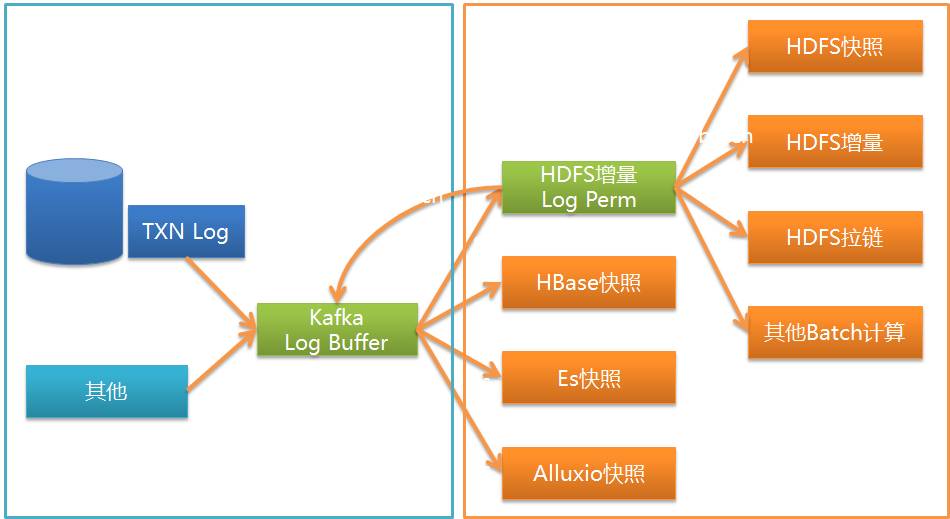 TXN Log
其他
Kafka
Log Buffer
HDFS增量
Log Perm
HBase快照
Es快照
Alluxio快照
HDFS快照
HDFS增量
HDFS拉链
其他Batch计算